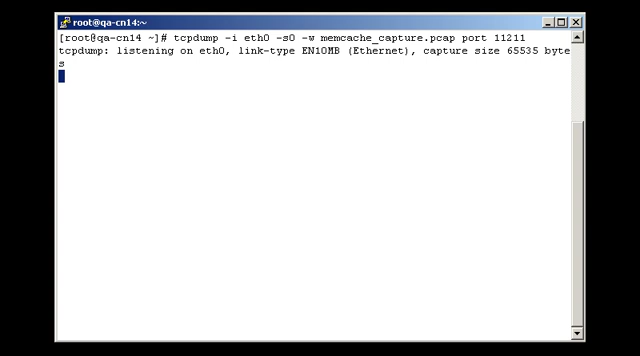 root@qa-cn14:~
[root@qa-cn14 ~]# tcpdump -i eth0 -s0 -w memcache_capture.pcap port 11211
tcpdump: listening on eth0, link-type EN10MB (Ethernet), capture size 65535 byte
s